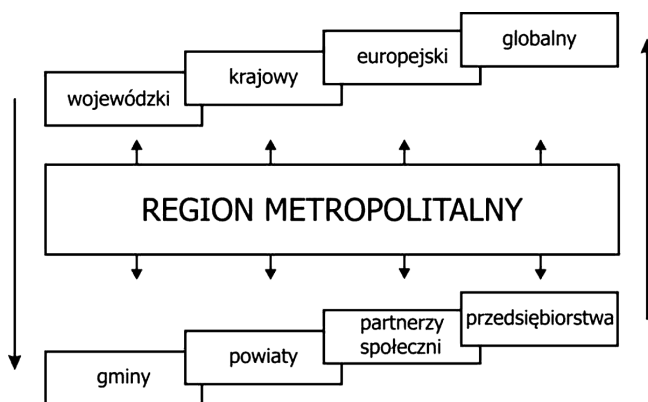 globalny
europejski
krajowy
wojewódzki
REGION METROPOLITALNY
przedsiębiorstwa
partnerzy
społeczni
powiaty
gminy